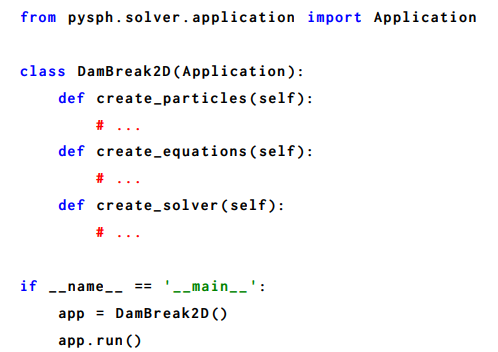 from pysph.solver.application import Application
class DamBreak2D(Application):
    def create_particles(self):
        # ...
    def create_equations(self):
        # ...
    def create_solver(self):
        # ...
if __name__ == '__main__':
    app = DamBreak2D()
    app.run()